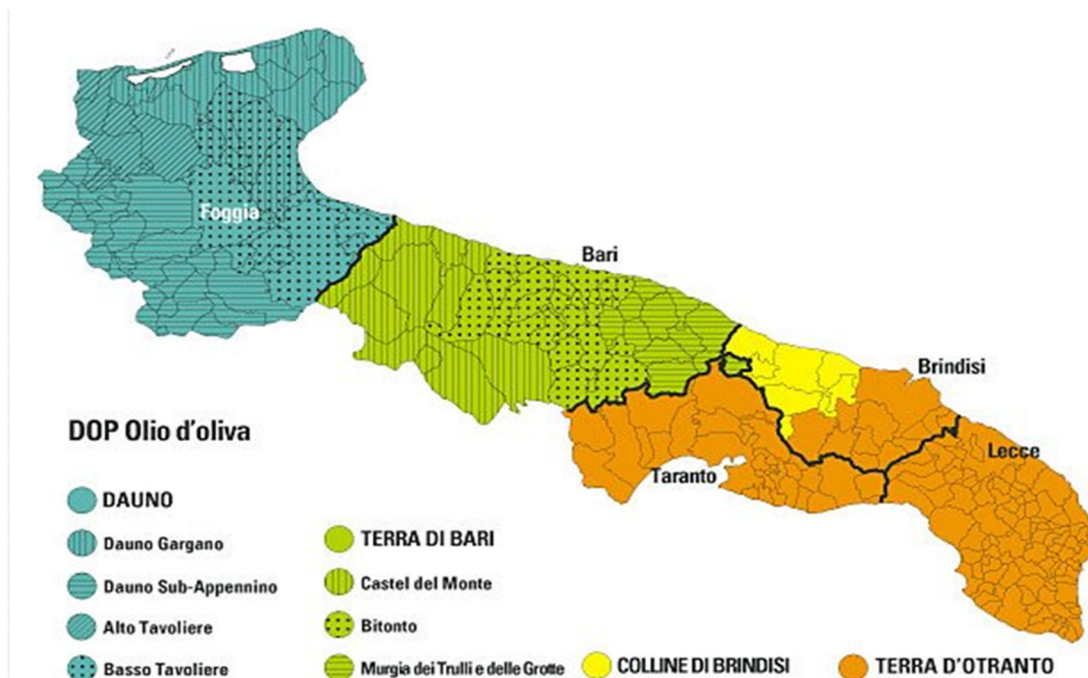 Foggia
Bari
Brindisi
Lecce
Taranto
DOP Olio d'oliva
DAUNO
Dauno Gargano
Dauno Sub-Appennino
Alto Tavoliere
Basso Tavoliere
TERRA DI BARI
Castel del Monte
Bitonto
Murgia dei Trulli e delle Grotte
COLLINE DI BRINDISI
TERRA D'OTRANTO